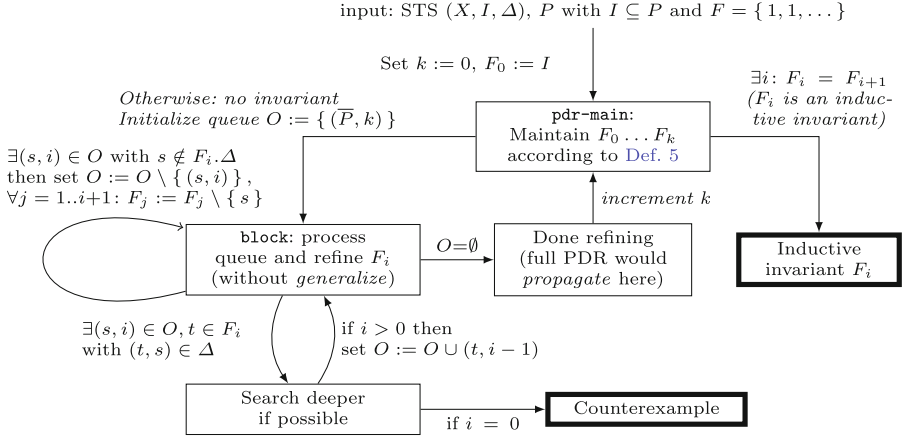 input: STS (X, I, Δ), P with I ⊆ P and F = { 1, 1, . . . }
Set k := 0, F₀ := I
∃i: Fᵢ = Fᵢ₊₁
(Fᵢ is an induc-
tive invariant)
Otherwise: no invariant
Initialize queue O := { (P̅, k) }
pdr-main:
Maintain F₀ . . . Fₖ
according to Def. 5
∃(s, i) ∈ O with s ∉ Fᵢ.Δ
then set O := O \ { (s, i) } ,
∀j = 1..i+1: Fⱼ := Fⱼ \ { s }
increment k
block: process
queue and refine Fᵢ
(without generalize)
O=∅
Done refining
(full PDR would
propagate here)
Inductive
invariant Fᵢ
∃(s, i) ∈ O, t ∈ Fᵢ
with (t, s) ∈ Δ
if i > 0 then
set O := O ∪ (t, i − 1)
Search deeper
if possible
if i = 0
Counterexample